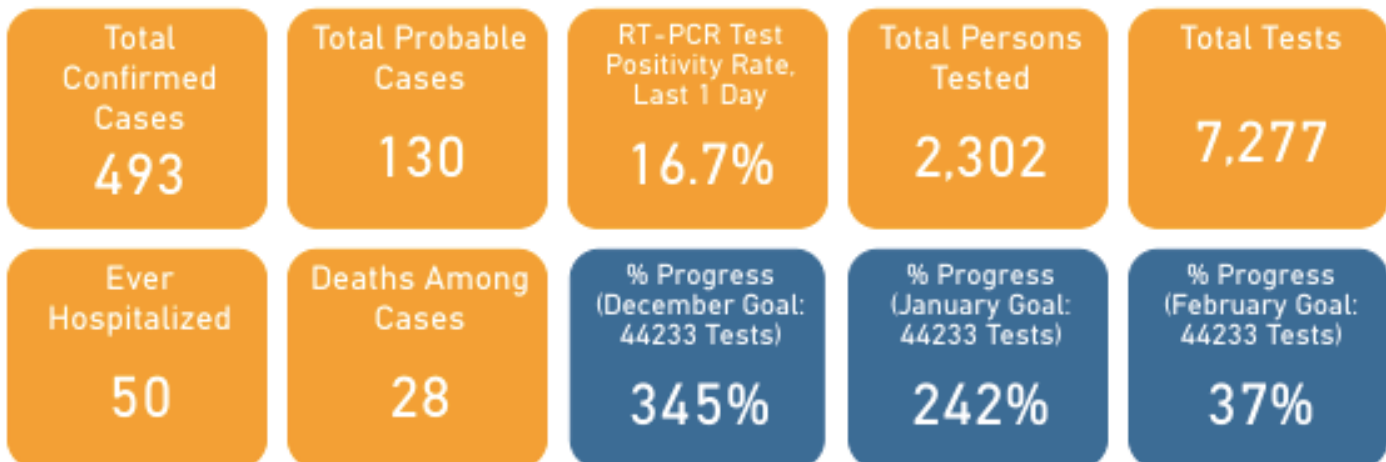 Total
Confirmed
Cases
493
Total Probable
Cases
130
RT-PCR Test
Positivity Rate,
Last 1 Day
16.7%
Total Persons
Tested
2,302
Total Tests
7,277
Ever
Hospitalized
50
Deaths Among
Cases
28
% Progress
(December Goal:
44233 Tests)
345%
% Progress
(January Goal:
44233 Tests)
242%
% Progress
(February Goal:
44233 Tests)
37%